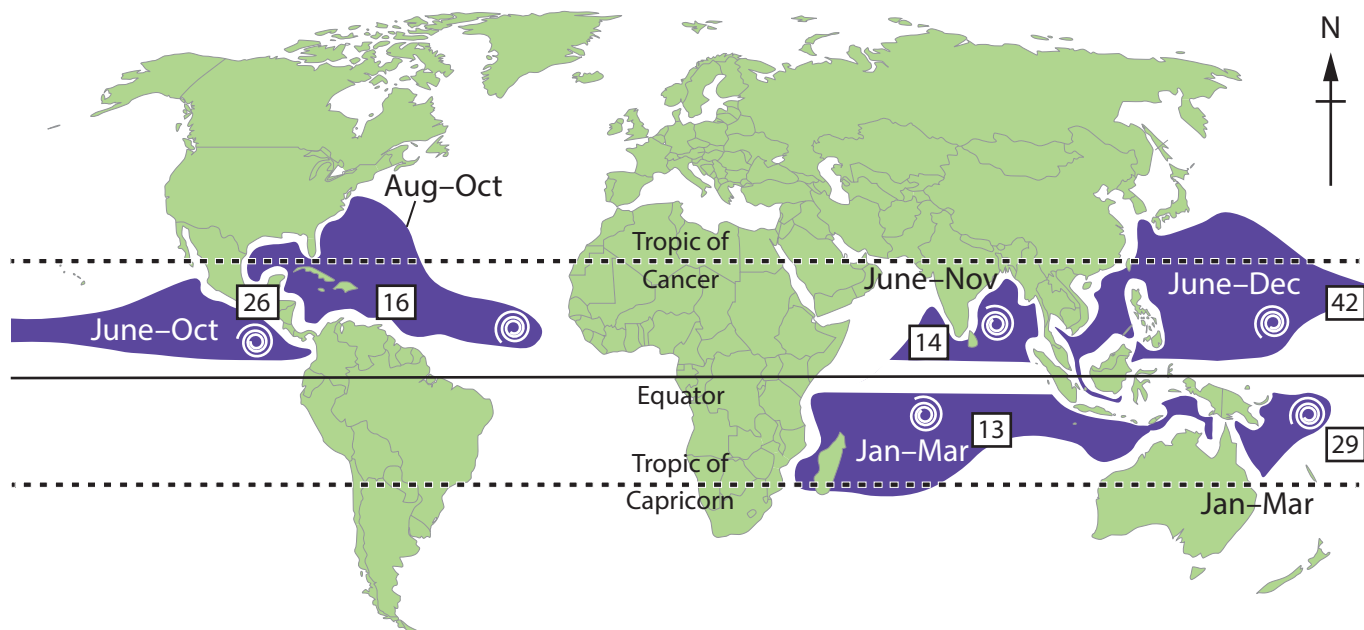 N
Aug–Oct
Tropic of
Cancer
June–Nov
June–Dec
26
16
42
June–Oct
14
Equator
Jan–Mar
13
29
Tropic of
Capricorn
Jan–Mar